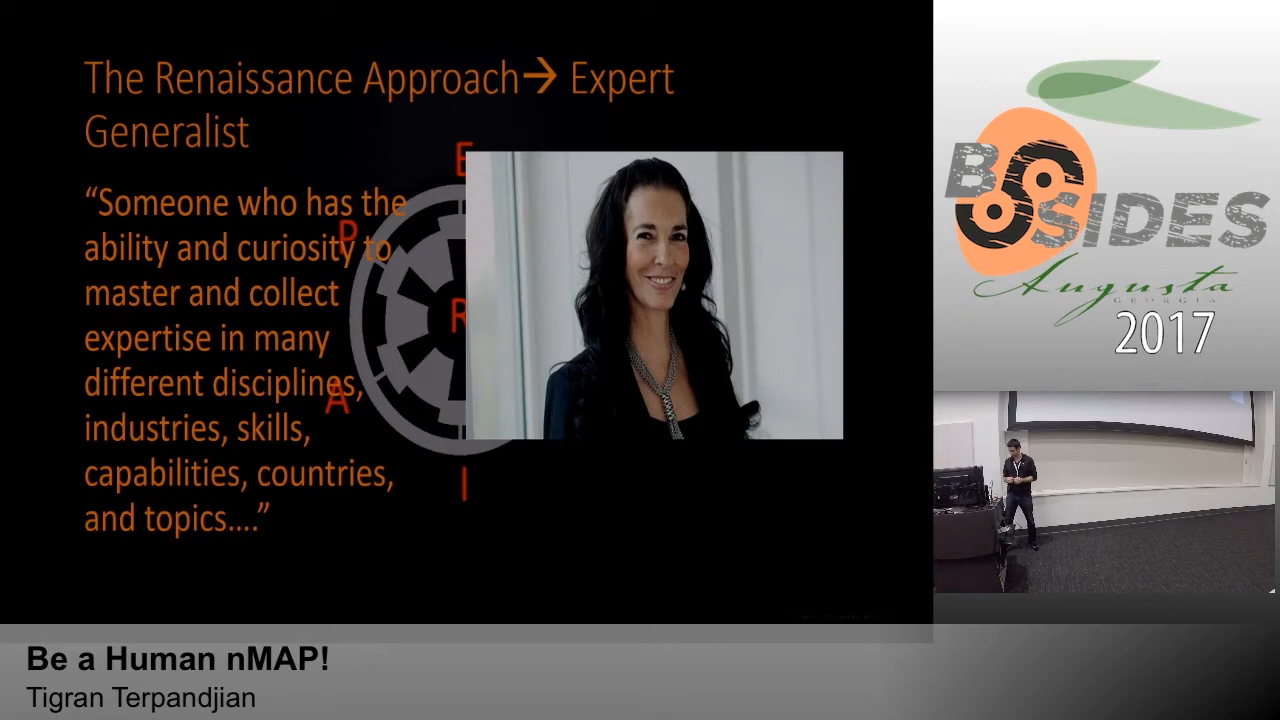 The Renaissance Approach→ Expert
Generalist
“Someone who has the
ability and curiosity to
master and collect
expertise in many
different disciplines,
industries, skills,
capabilities, countries,
and topics....”
E
P
R
A
I
BSIDES
Augusta
GEORGIA
2017
Be a Human nMAP!
Tigran Terpandjian